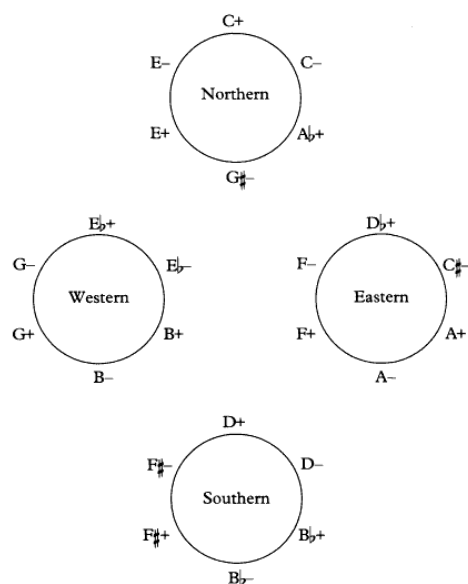 C+
E– C–
Northern
E+ A♭+
G♯–
E♭+ D♭+
G– E♭– F– C♯–
Western Eastern
G+ B+ F+ A+
B– A–
D+
F♯– D–
Southern
F♯+ B♭+
B♭–